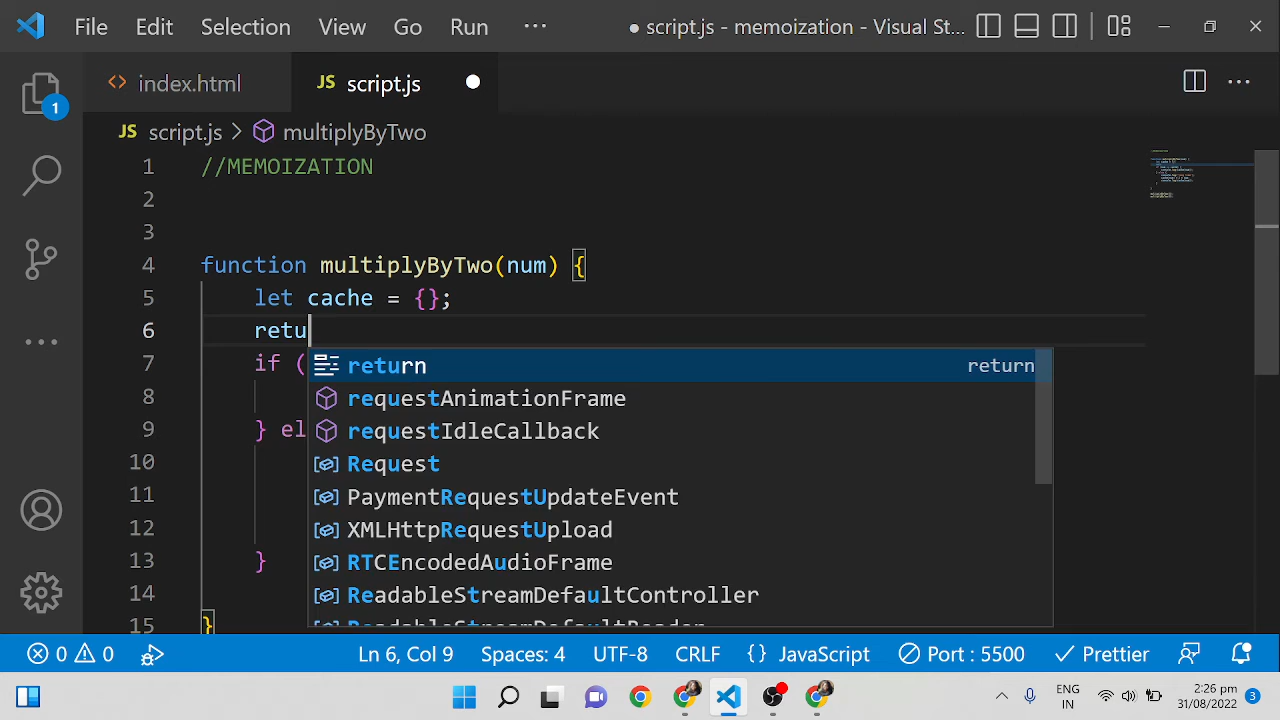 File Edit Selection View Go Run ··· ● script.js - memoization - Visual St...
<> index.html JS script.js ●
1 JS script.js > multiplyByTwo
1 //MEMOIZATION
2
3
4 function multiplyByTwo(num) {
5 let cache = {};
6 retu
7 if ( return return
8 requestAnimationFrame
9 } el requestIdleCallback
10 Request
11 PaymentRequestUpdateEvent
12 XMLHttpRequestUpload
13 } RTCEncodedAudioFrame
14 ReadableStreamDefaultController
15 }
0 0 Ln 6, Col 9 Spaces: 4 UTF-8 CRLF {} JavaScript Port : 5500 Prettier
ENG 2:26 pm
IN 31/08/2022 3